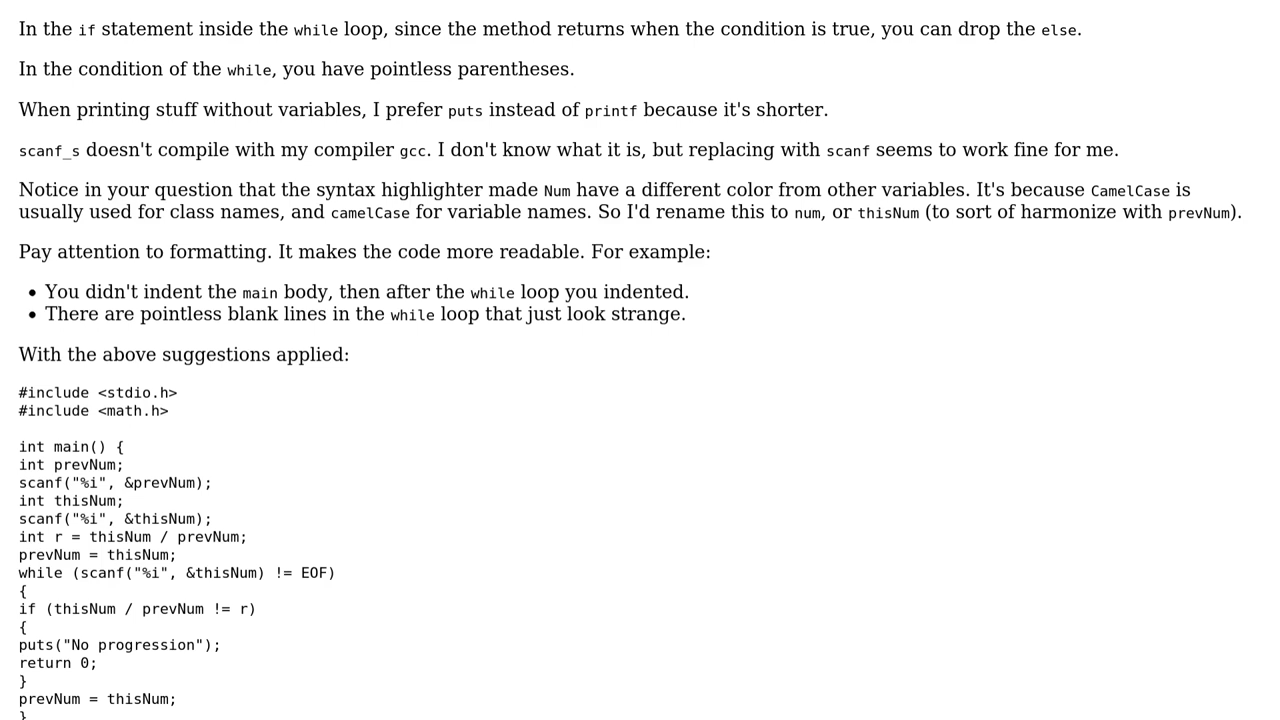 In the if statement inside the while loop, since the method returns when the condition is true, you can drop the else.
In the condition of the while, you have pointless parentheses.
When printing stuff without variables, I prefer puts instead of printf because it's shorter.
scanf_s doesn't compile with my compiler gcc. I don't know what it is, but replacing with scanf seems to work fine for me.
Notice in your question that the syntax highlighter made Num have a different color from other variables. It's because CamelCase is
usually used for class names, and camelCase for variable names. So I'd rename this to num, or thisNum (to sort of harmonize with prevNum).
Pay attention to formatting. It makes the code more readable. For example:
• You didn't indent the main body, then after the while loop you indented.
• There are pointless blank lines in the while loop that just look strange.
With the above suggestions applied:
#include <stdio.h>
#include <math.h>
int main() {
int prevNum;
scanf("%i", &prevNum);
int thisNum;
scanf("%i", &thisNum);
int r = thisNum / prevNum;
prevNum = thisNum;
while (scanf("%i", &thisNum) != EOF)
{
if (thisNum / prevNum != r)
{
puts("No progression");
return 0;
}
prevNum = thisNum;
}